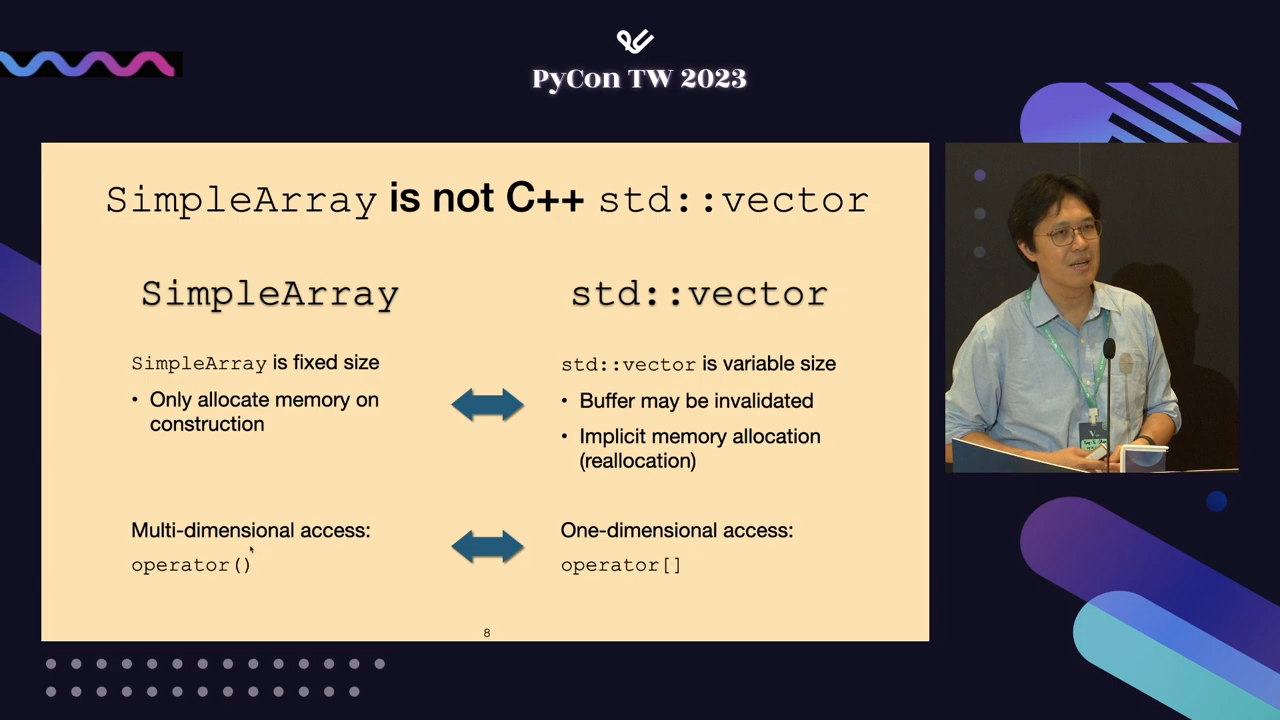 PyCon TW 2023
SimpleArray is not C++ std::vector
SimpleArray
SimpleArray is fixed size
• Only allocate memory on
construction
Multi-dimensional access:
operator()
std::vector
std::vector is variable size
• Buffer may be invalidated
• Implicit memory allocation
(reallocation)
One-dimensional access:
operator[]
8